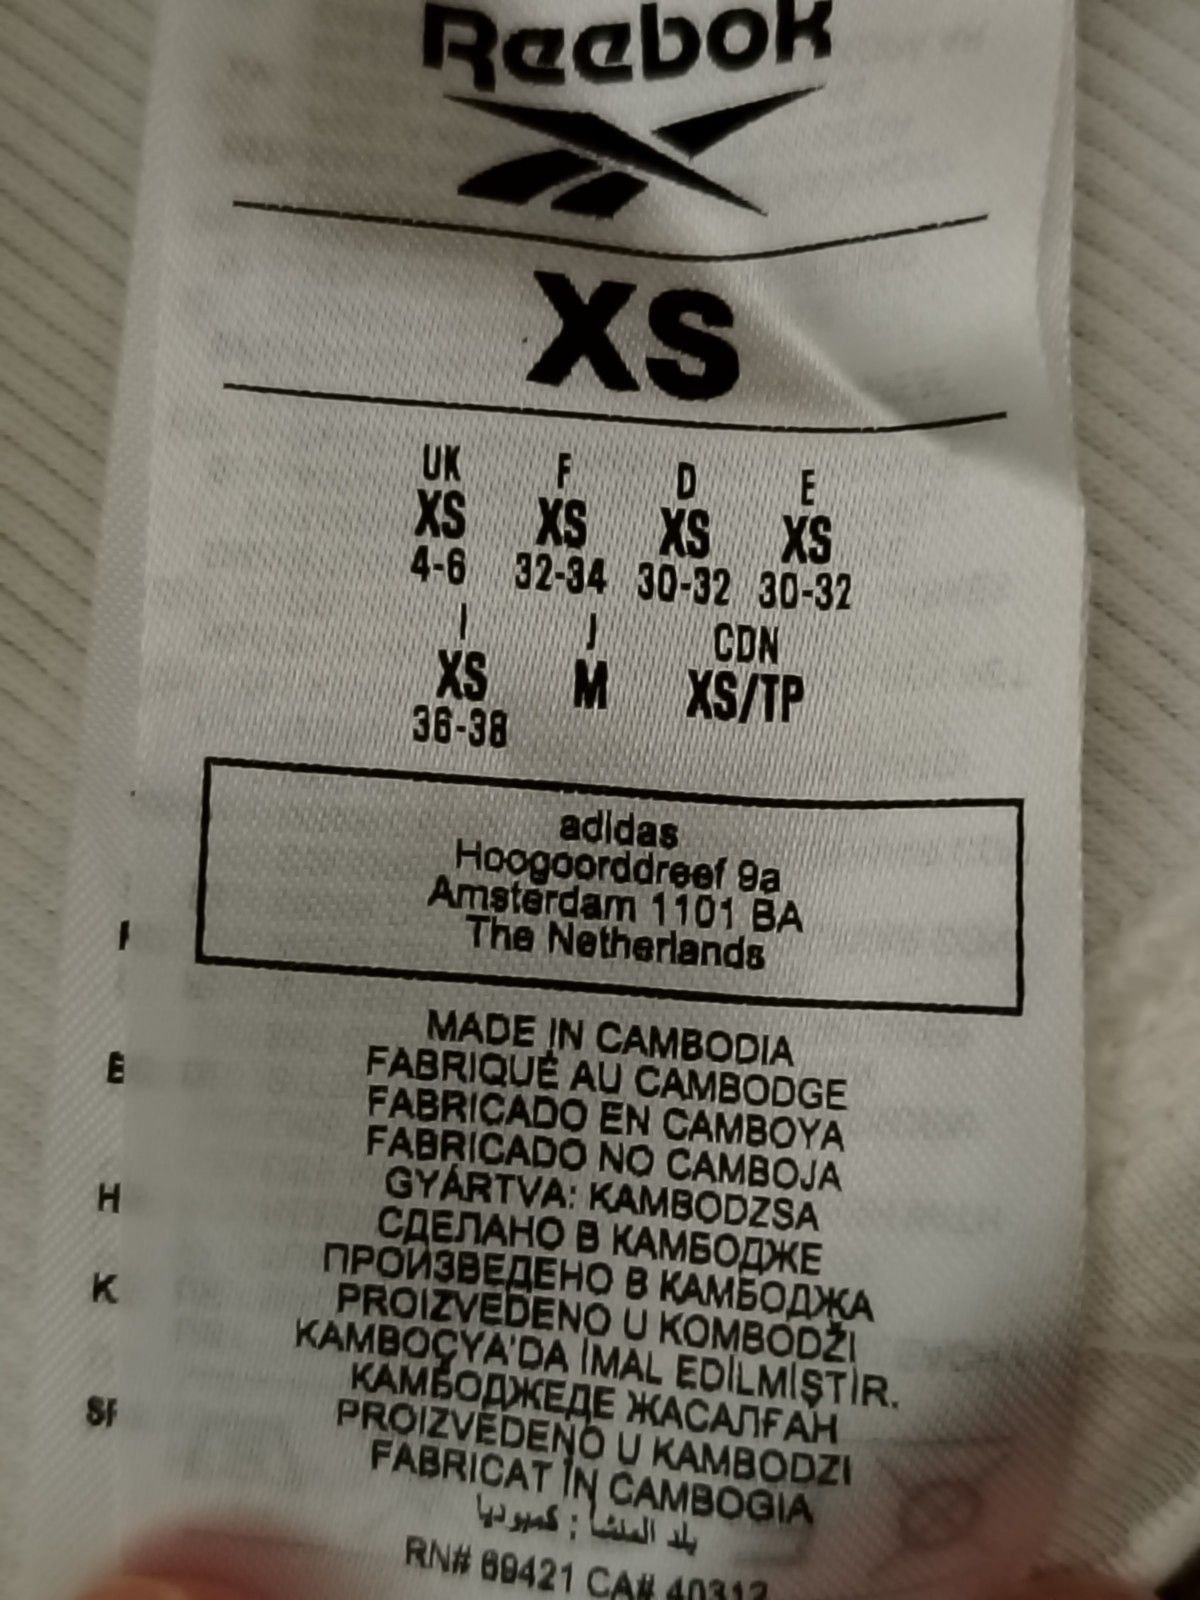 Reebok
XS
UK F D E
XS XS XS XS
4-6 32-34 30-32 30-32
I J CDN
XS M XS/TP
36-38
adidas
Hoogoorddreef 9a
Amsterdam 1101 BA
The Netherlands
MADE IN CAMBODIA
FABRIQUÉ AU CAMBODGE
FABRICADO EN CAMBOYA
FABRICADO NO CAMBOJA
GYÁRTVA: KAMBODZSA
СДЕЛАНО В КАМБОДЖЕ
ПРОИЗВЕДЕНО В КАМБОДЖА
PROIZVEDENO U KOMBODŽI
KAMBOÇYA'DA İMAL EDİLMİŞTİR.
КАМБОДЖЕДЕ ЖАСАЛҒАН
PROIZVEDENO U KAMBODZI
FABRICAT ÎN CAMBOGIA
بلد المنشأ : كمبوديا
RN# 69421 CA# 40312
E
H
K